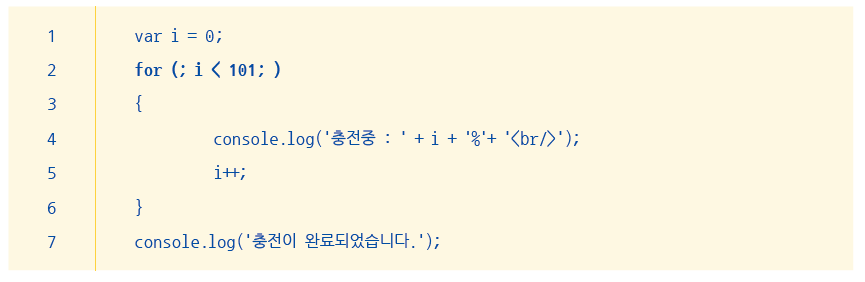 1 var i = 0;
2 for (; i < 101; )
3 {
4 console.log('충전중 : ' + i + '%'+ '<br/>');
5 i++;
6 }
7 console.log('충전이 완료되었습니다.');